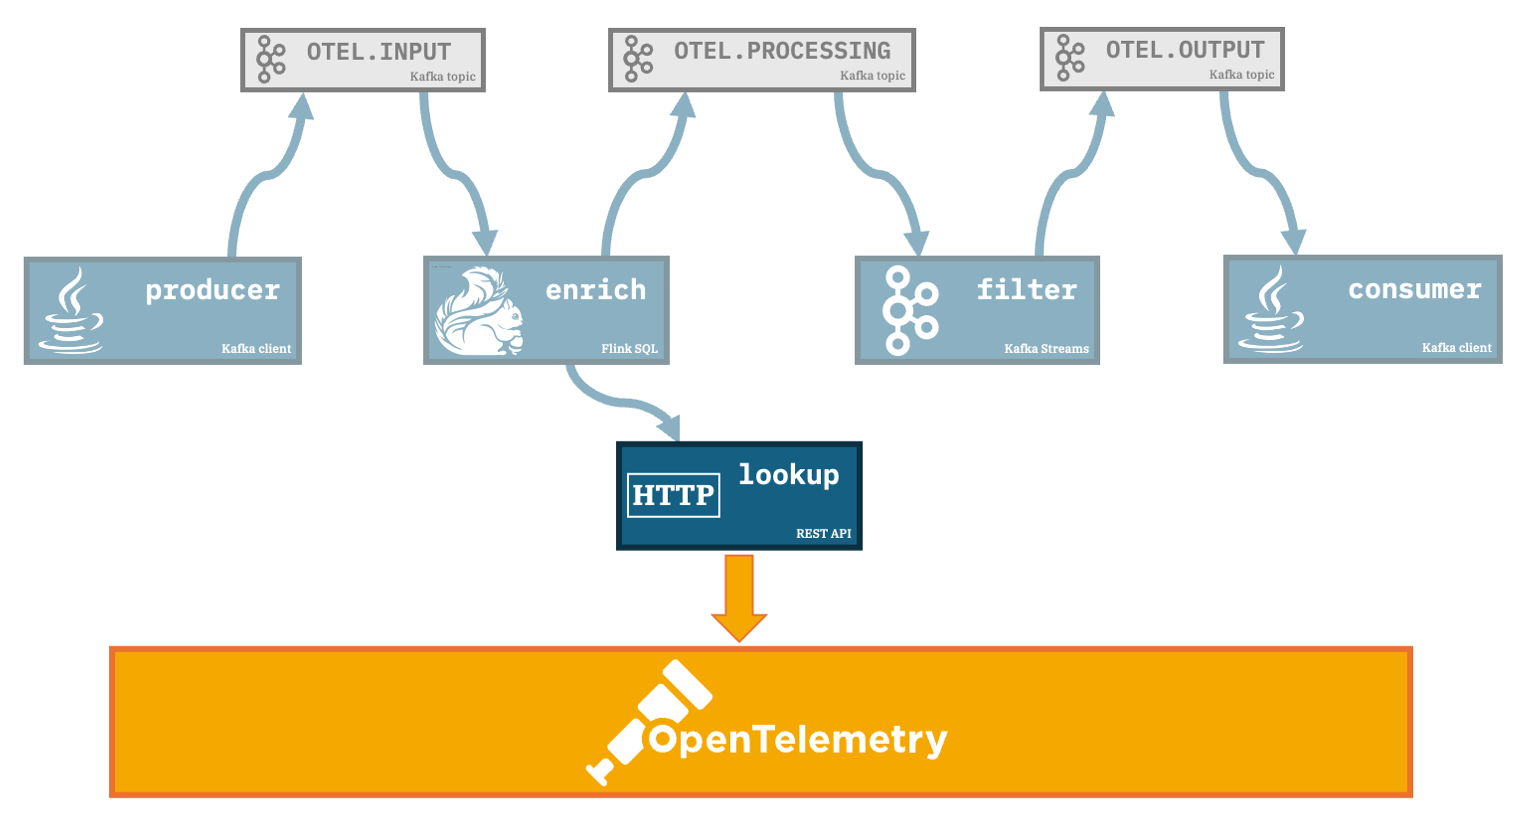 OTEL.INPUT
Kafka topic
OTEL.PROCESSING
Kafka topic
OTEL.OUTPUT
Kafka topic
producer
Kafka client
enrich
Flink SQL
filter
Kafka Streams
consumer
Kafka client
HTTP
lookup
REST API
OpenTelemetry